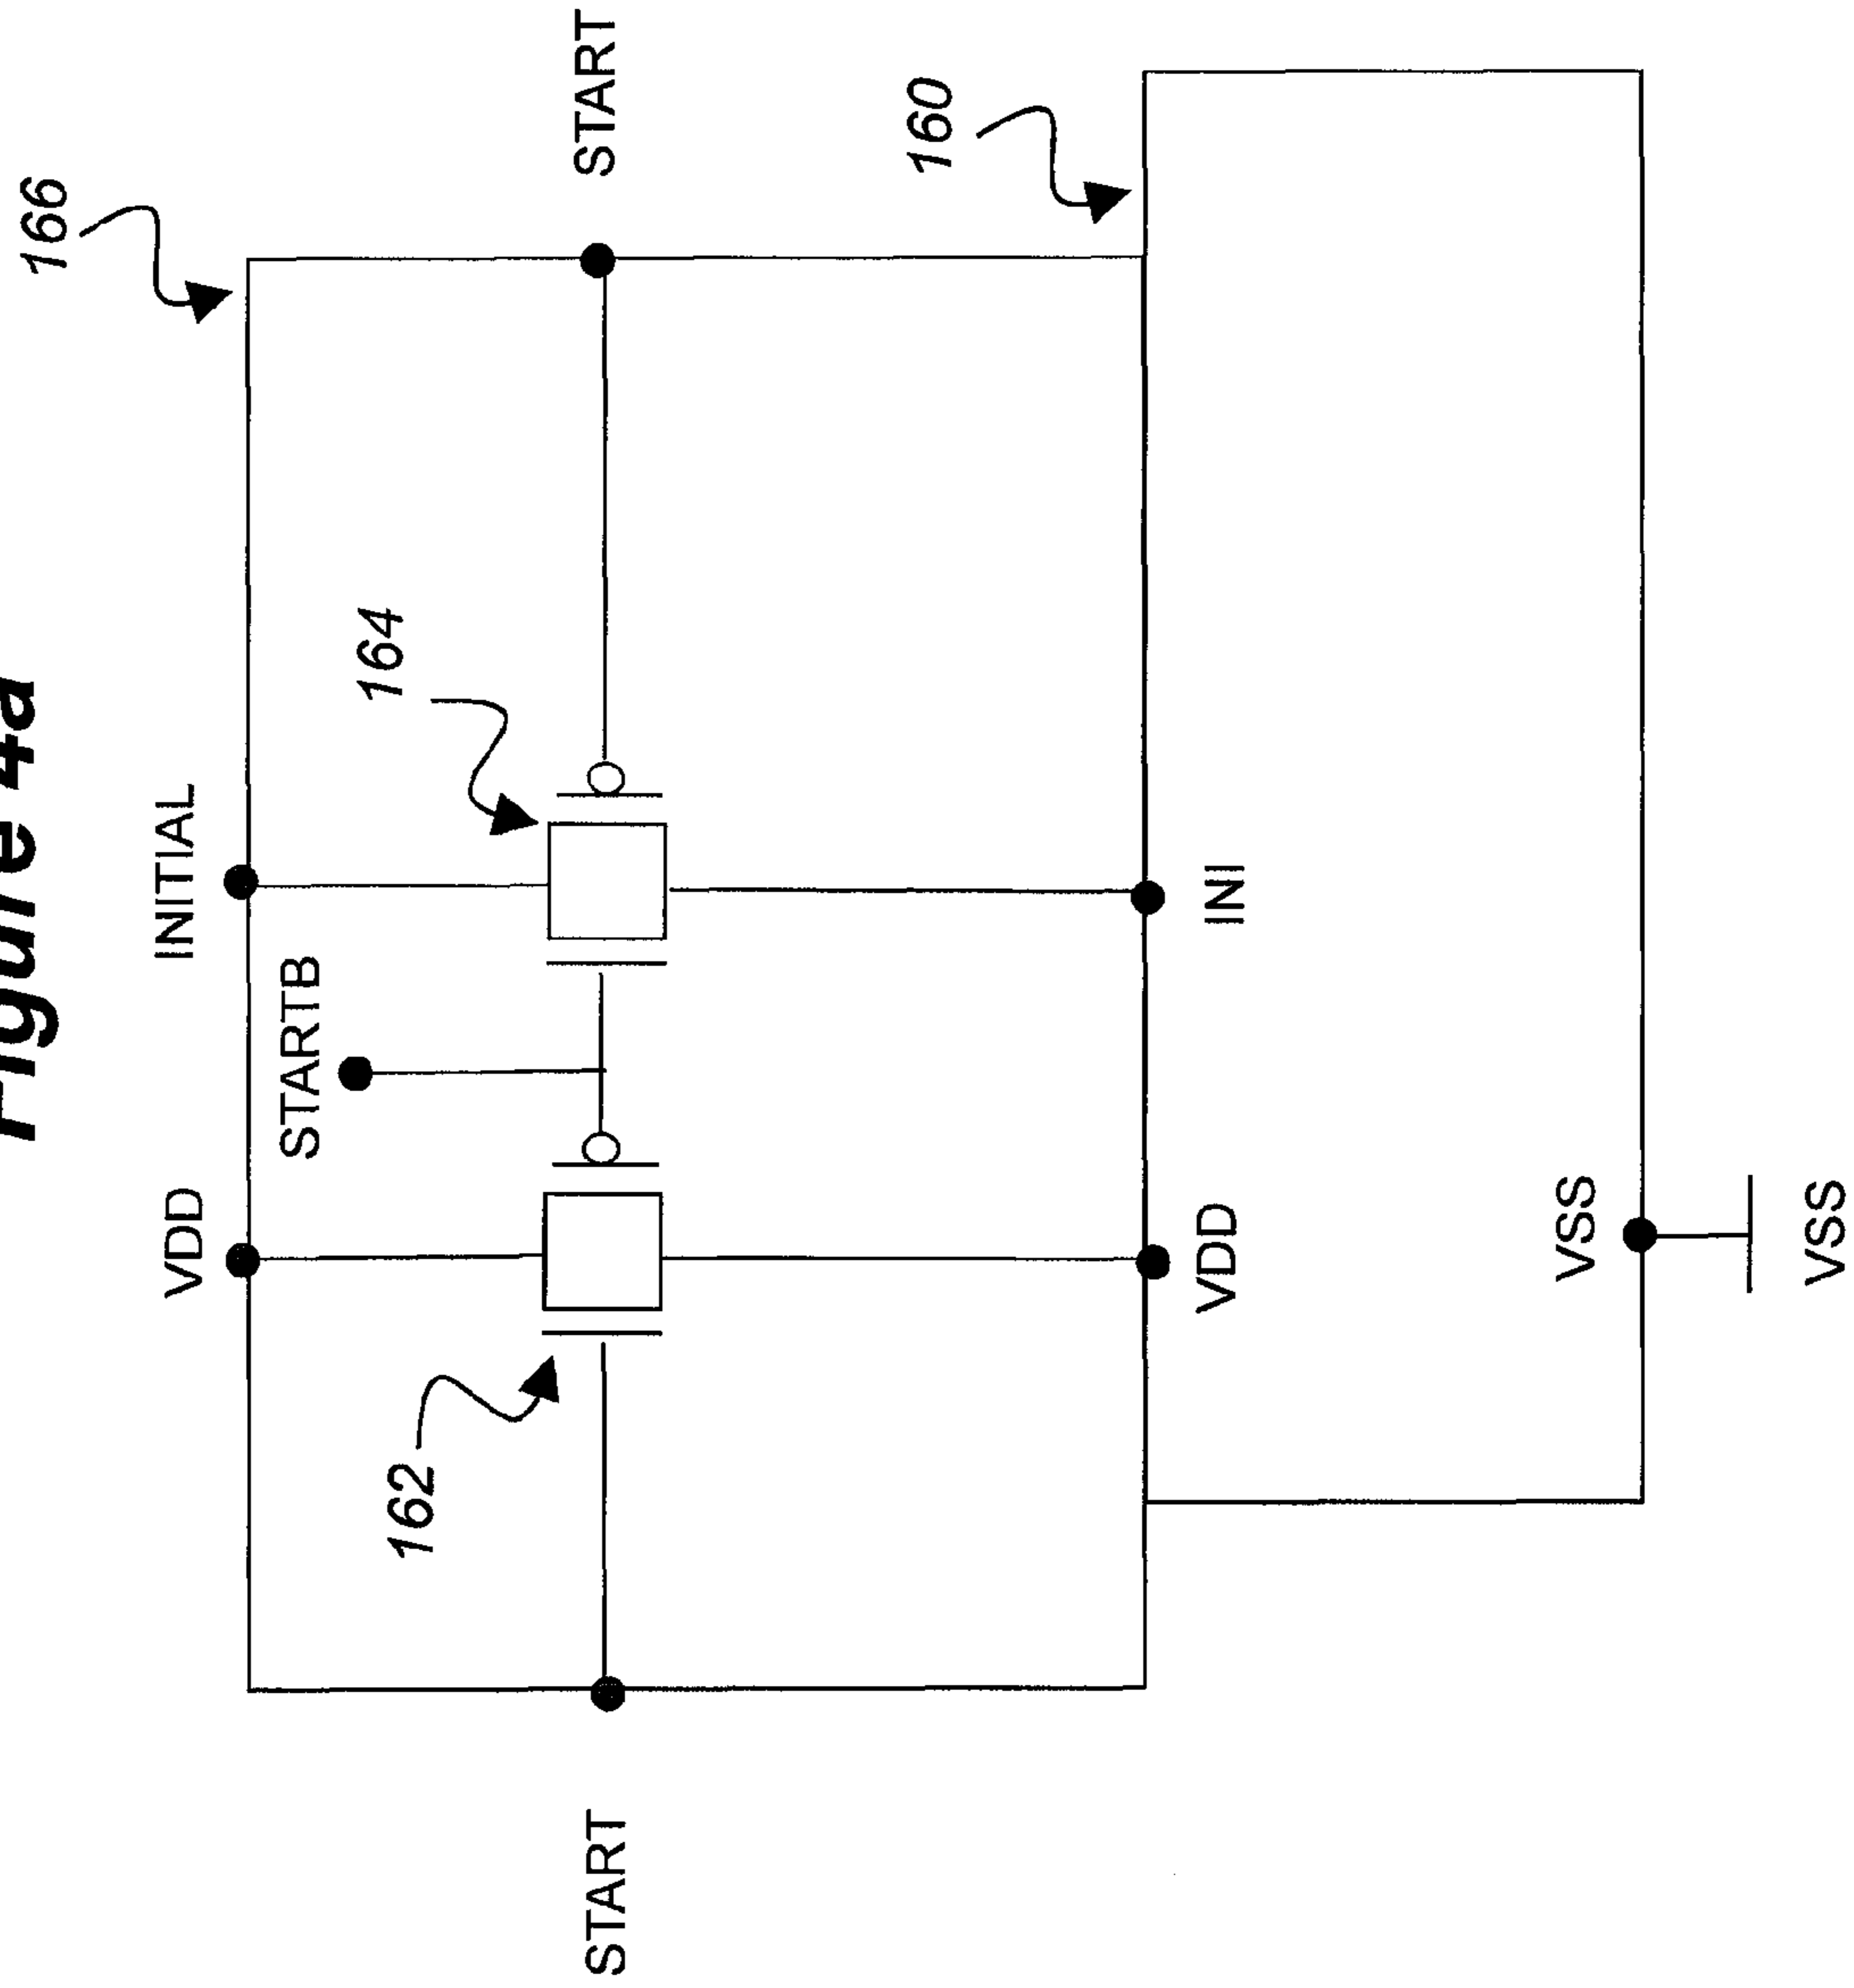 Figure 4a
166
INITIAL
VDD
STARTB
164
162
START
START
160
VDD
INI
VSS
VSS